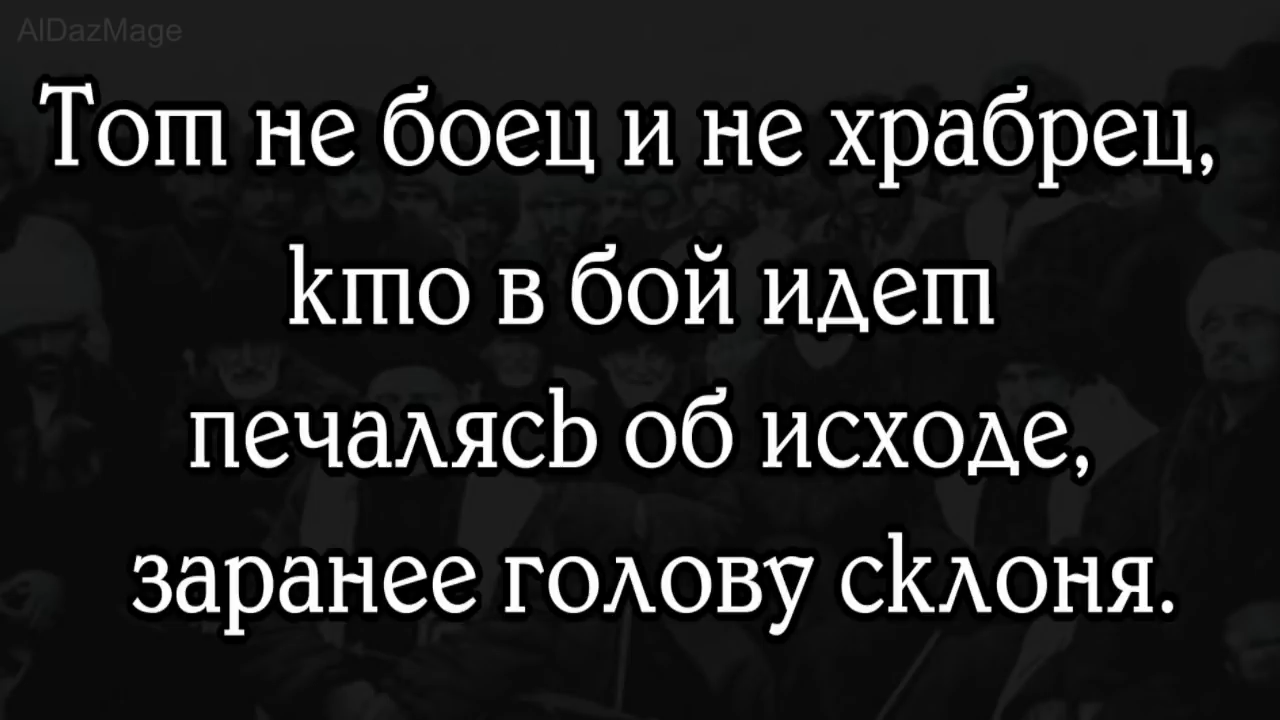 AlDazMage
Тот не боец и не храбрец,
кто в бой идет
печалясь об исходе,
заранее голову склоня.